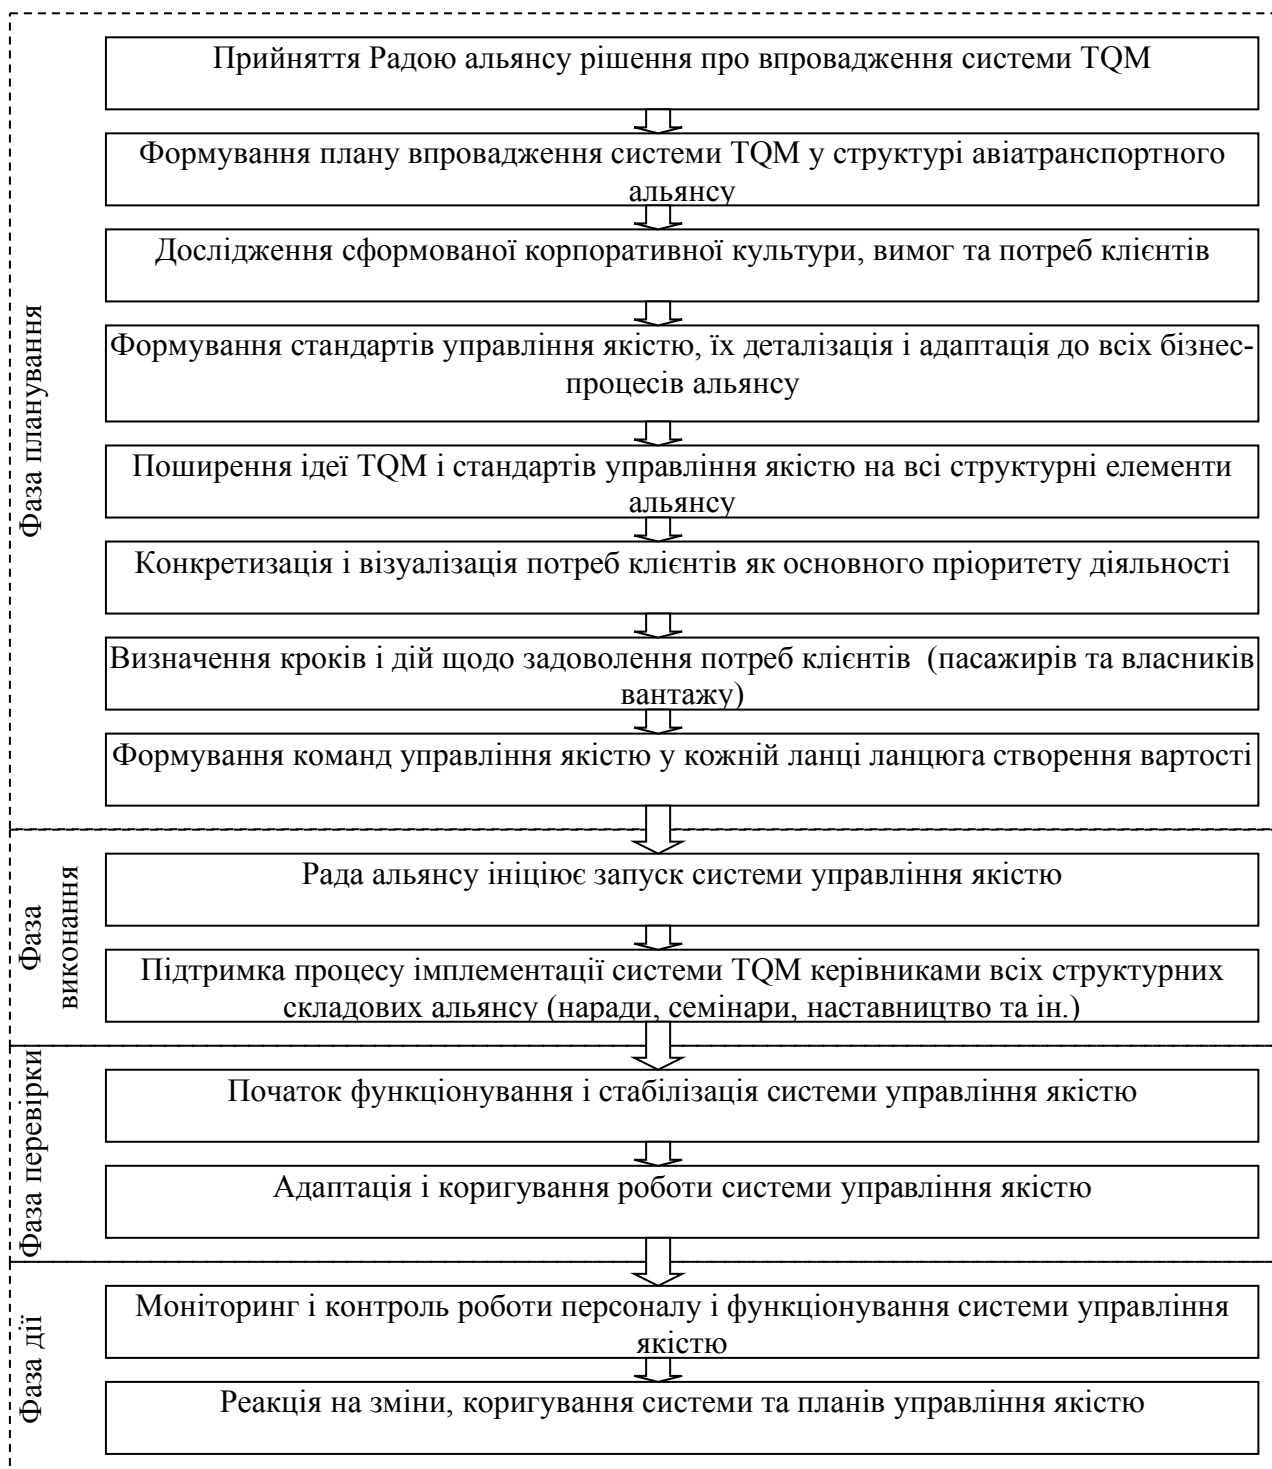 Фаза планування
Прийняття Радою альянсу рішення про впровадження системи TQM
Формування плану впровадження системи TQM у структурі авіатранспортного
альянсу
Дослідження сформованої корпоративної культури, вимог та потреб клієнтів
Формування стандартів управління якістю, їх деталізація і адаптація до всіх бізнес-
процесів альянсу
Поширення ідеї TQM і стандартів управління якістю на всі структурні елементи
альянсу
Конкретизація і візуалізація потреб клієнтів як основного пріоритету діяльності
Визначення кроків і дій щодо задоволення потреб клієнтів (пасажирів та власників
вантажу)
Формування команд управління якістю у кожній ланці ланцюга створення вартості
Фаза
виконання
Рада альянсу ініціює запуск системи управління якістю
Підтримка процесу імплементації системи TQM керівниками всіх структурних
складових альянсу (наради, семінари, наставництво та ін.)
Фаза перевірки
Початок функціонування і стабілізація системи управління якістю
Адаптація і коригування роботи системи управління якістю
Фаза дії
Моніторинг і контроль роботи персоналу і функціонування системи управління
якістю
Реакція на зміни, коригування системи та планів управління якістю